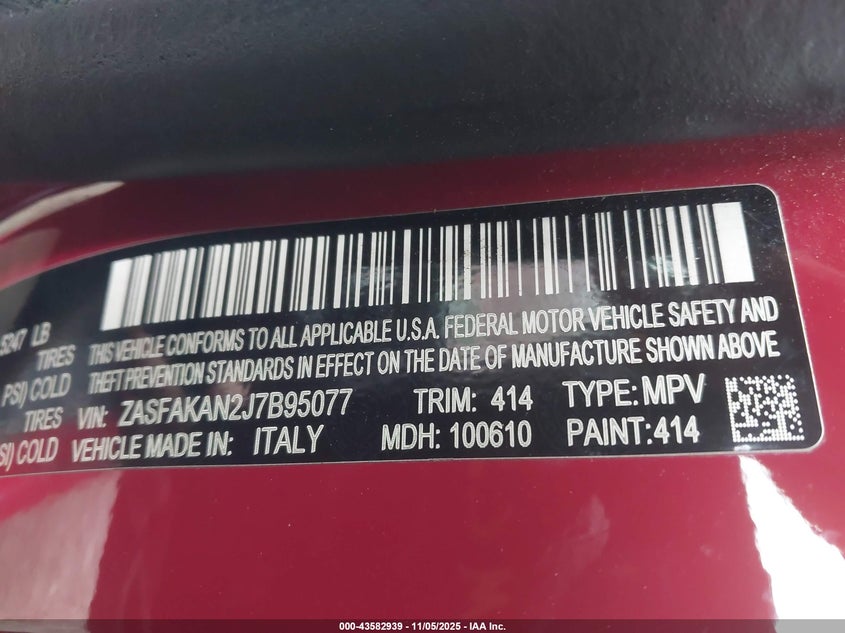 5247 LB
TIRES
PSI) COLD
TIRES
SI) COLD
THIS VEHICLE CONFORMS TO ALL APPLICABLE U.S.A. FEDERAL MOTOR VEHICLE SAFETY AND
THEFT PREVENTION STANDARDS IN EFFECT ON THE DATE OF MANUFACTURE SHOWN ABOVE
VIN: ZASFAKAN2J7B95077 TRIM: 414 TYPE: MPV
VEHICLE MADE IN: ITALY MDH: 100610 PAINT:414
000-43582939 - 11/05/2025 - IAA Inc.